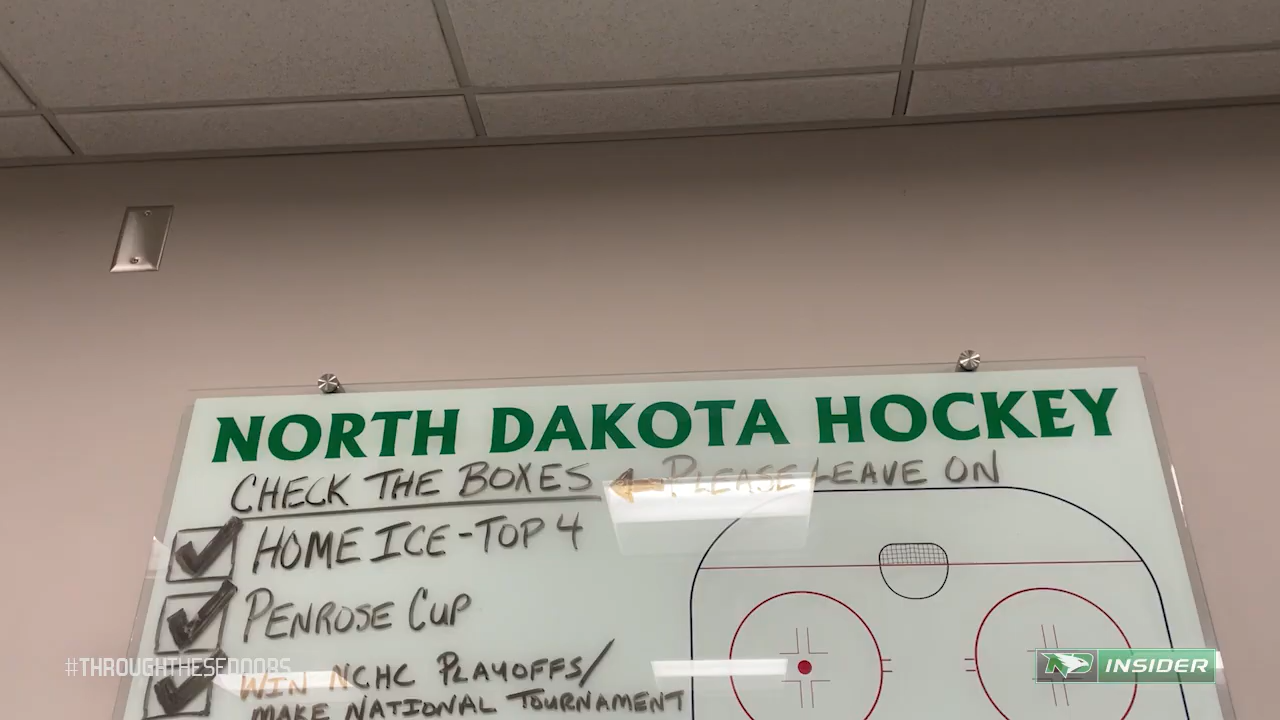 NORTH DAKOTA HOCKEY
CHECK THE BOXES ← PLEASE LEAVE ON
HOME ICE - TOP 4
PENROSE CUP
WIN NCHC PLAYOFFS/
MAKE NATIONAL TOURNAMENT
#THROUGHTHESEDOORS
INSIDER